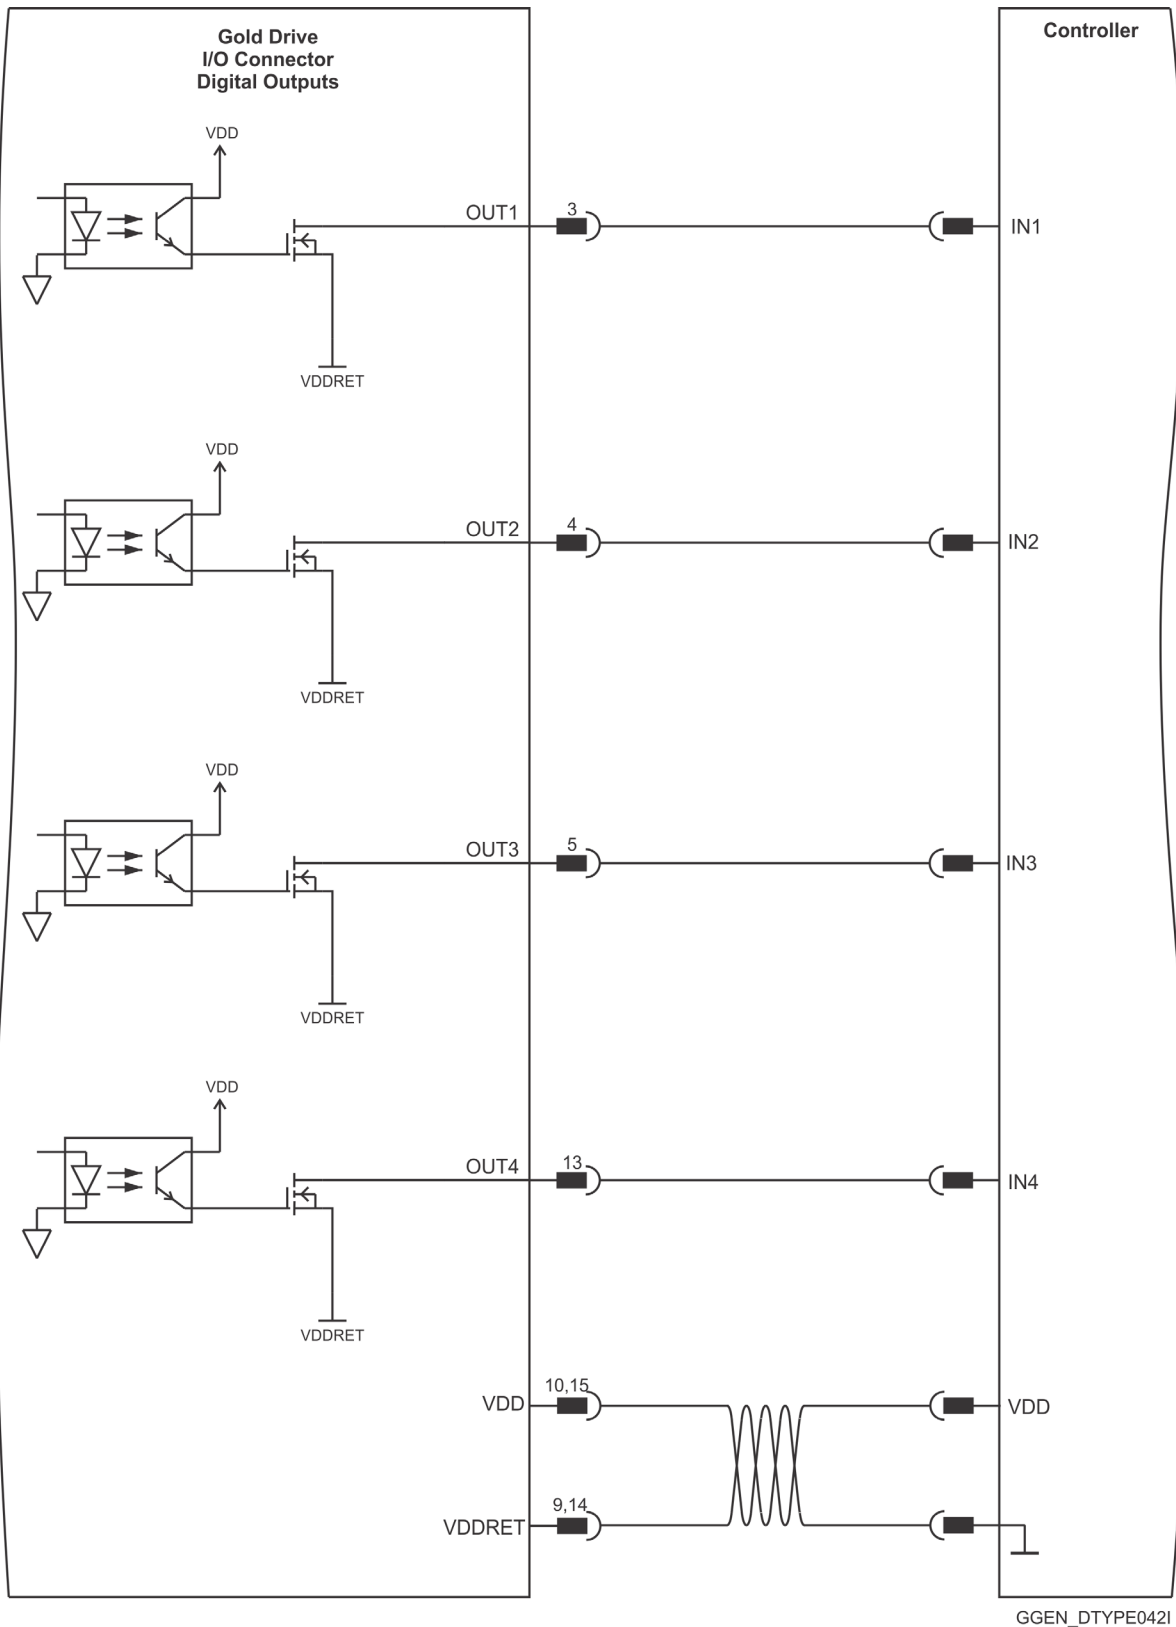 Gold Drive
I/O Connector
Digital Outputs
Controller
VDD
OUT1
3
IN1
VDDRET
VDD
OUT2
4
IN2
VDDRET
VDD
OUT3
5
IN3
VDDRET
VDD
OUT4
13
IN4
VDDRET
VDD
10,15
VDD
VDDRET
9,14
GGEN_DTYPE042I